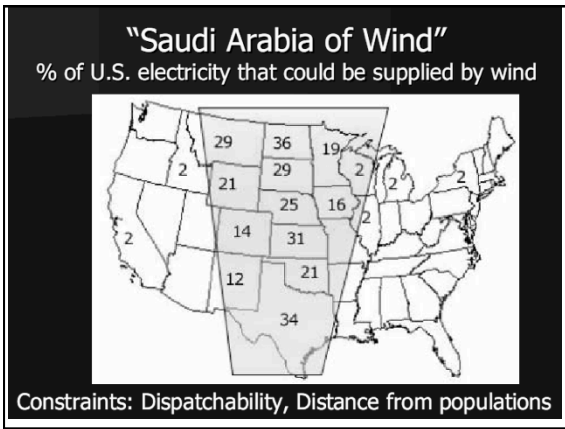 “Saudi Arabia of Wind”
% of U.S. electricity that could be supplied by wind
29 36 19
2 29 2 2 2
21
25 16 2
14 31
2
12 21
34
Constraints: Dispatchability, Distance from populations